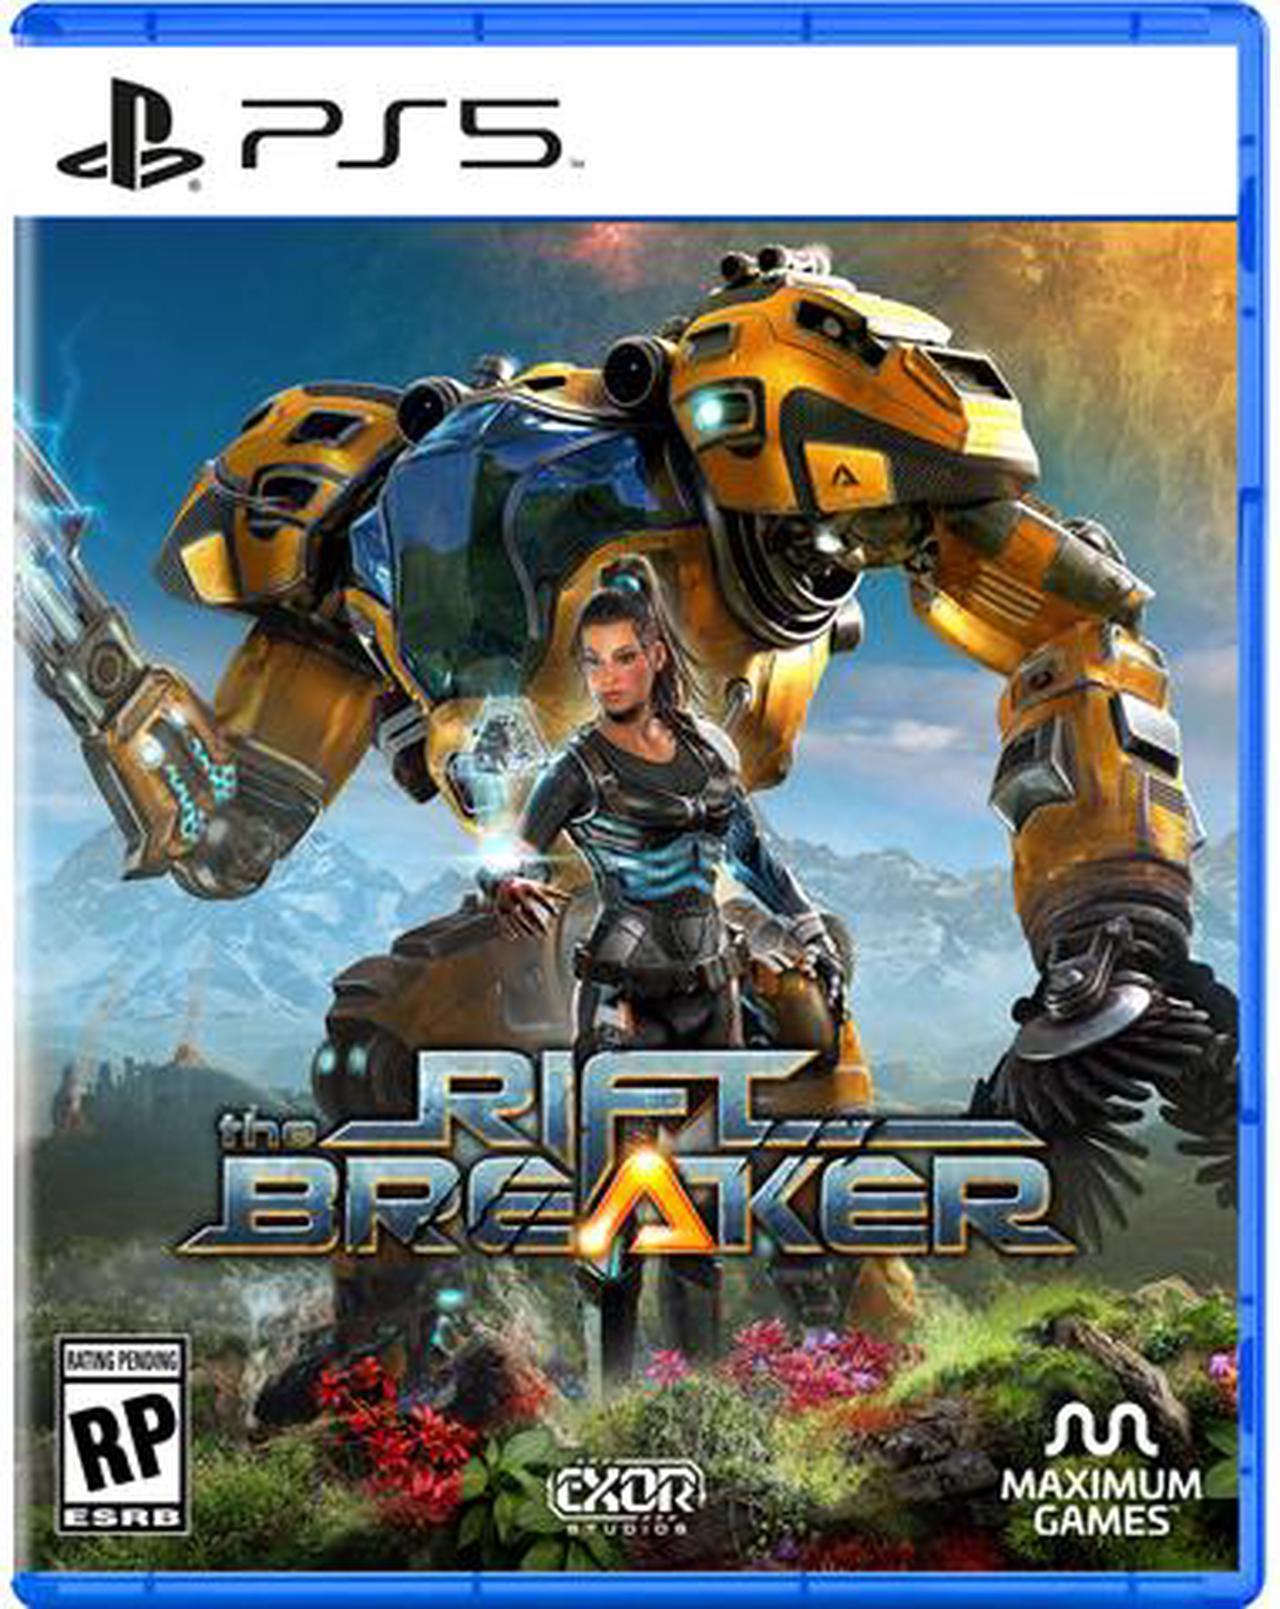 PS5
the RIFT
BREAKER
RATING PENDING
RP
ESRB
EXOR
STUDIOS
MAXIMUM
GAMES